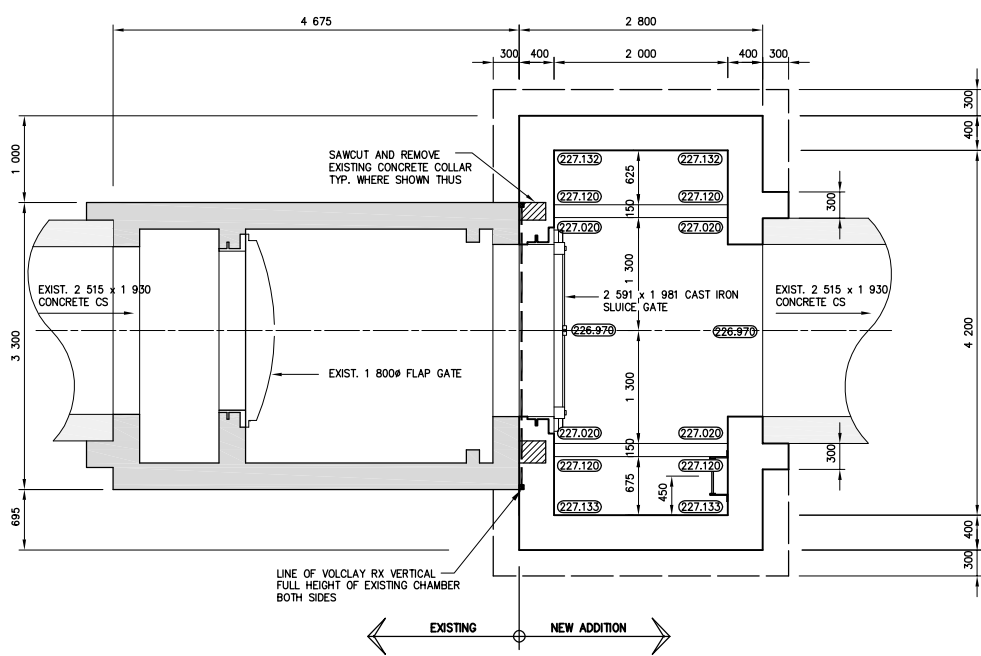 4 675
2 800
300
400
2 000
400
300
300
400
1 000
SAWCUT AND REMOVE
EXISTING CONCRETE COLLAR
TYP. WHERE SHOWN THUS
227.132
227.132
625
227.120
227.120
150
300
227.020
227.020
EXIST. 2 515 x 1 930
CONCRETE CS
1 300
2 591 x 1 981 CAST IRON
SLUICE GATE
EXIST. 2 515 x 1 930
CONCRETE CS
3 300
226.970
226.970
4 200
EXIST. 1 800ø FLAP GATE
1 300
227.020
227.020
150
300
227.120
227.120
675
450
227.133
227.133
695
400
300
LINE OF VOLCLAY RX VERTICAL
FULL HEIGHT OF EXISTING CHAMBER
BOTH SIDES
EXISTING
NEW ADDITION